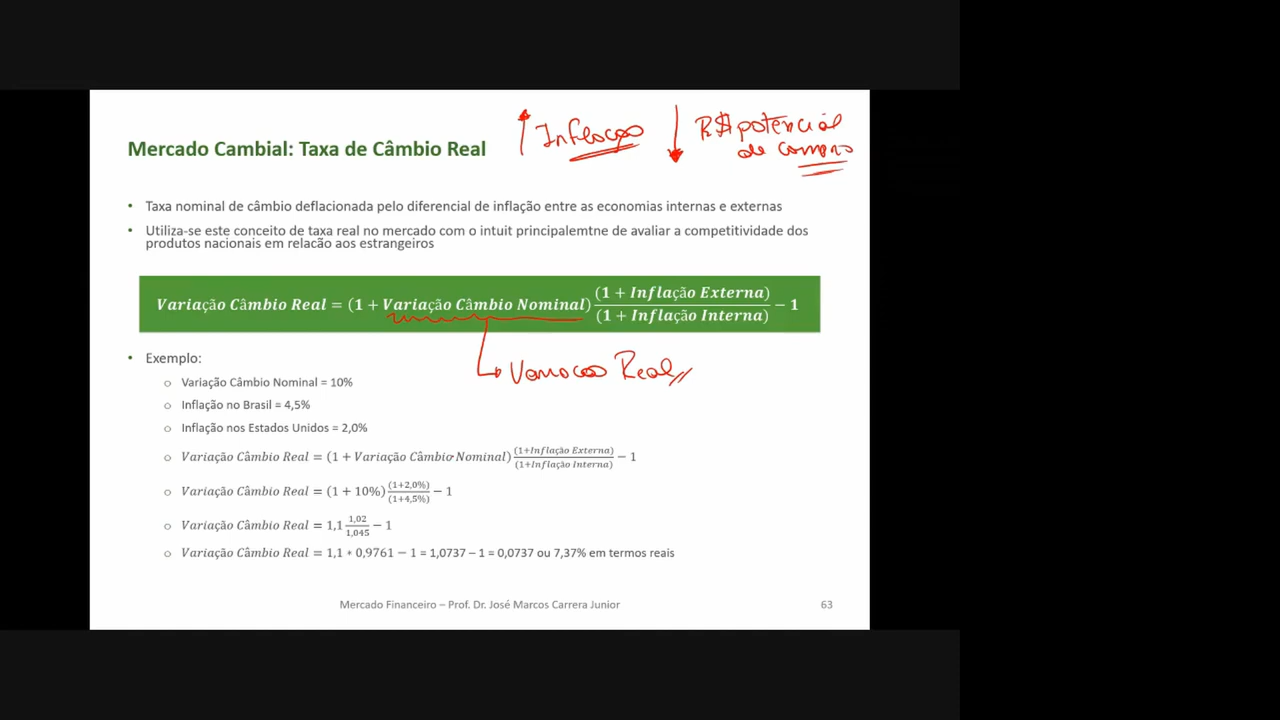 ↑ Inflação ↓ R$ potencial
de compra
Mercado Cambial: Taxa de Câmbio Real
• Taxa nominal de câmbio deflacionada pelo diferencial de inflação entre as economias internas e externas
• Utiliza-se este conceito de taxa real no mercado com o intuit principalemtne de avaliar a competitividade dos
produtos nacionais em relacão aos estrangeiros
Variação Câmbio Real = (1 + Variação Câmbio Nominal) (1 + Inflação Externa) / (1 + Inflação Interna) − 1
• Exemplo:
Variacao Real
○ Variação Câmbio Nominal = 10%
○ Inflação no Brasil = 4,5%
○ Inflação nos Estados Unidos = 2,0%
○ Variação Câmbio Real = (1 + Variação Câmbio Nominal) (1+Inflação Externa) / (1+Inflação Interna) − 1
○ Variação Câmbio Real = (1 + 10%) (1+2,0%) / (1+4,5%) − 1
○ Variação Câmbio Real = 1,1 1,02 / 1,045 − 1
○ Variação Câmbio Real = 1,1 * 0,9761 − 1 = 1,0737 – 1 = 0,0737 ou 7,37% em termos reais
Mercado Financeiro – Prof. Dr. José Marcos Carrera Junior 63